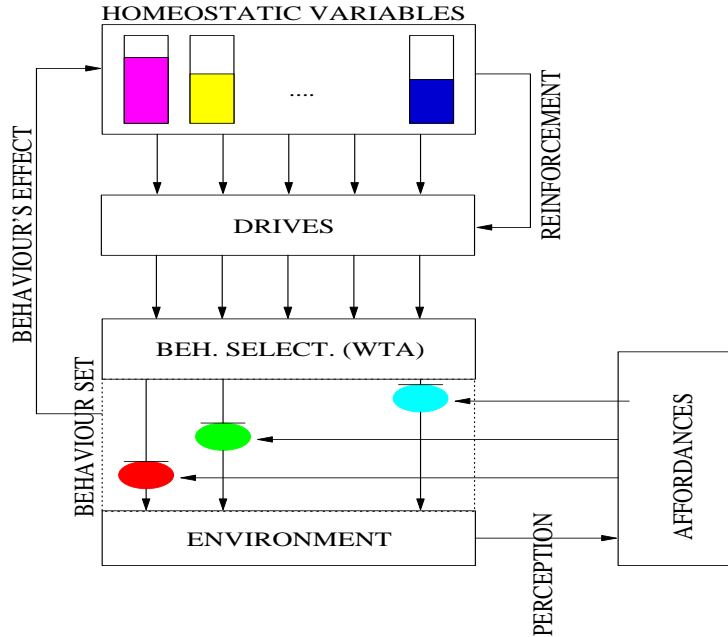 HOMEOSTATIC VARIABLES
....
REINFORCEMENT
BEHAVIOUR'S EFFECT
DRIVES
BEH. SELECT. (WTA)
BEHAVIOUR SET
AFFORDANCES
ENVIRONMENT
PERCEPTION